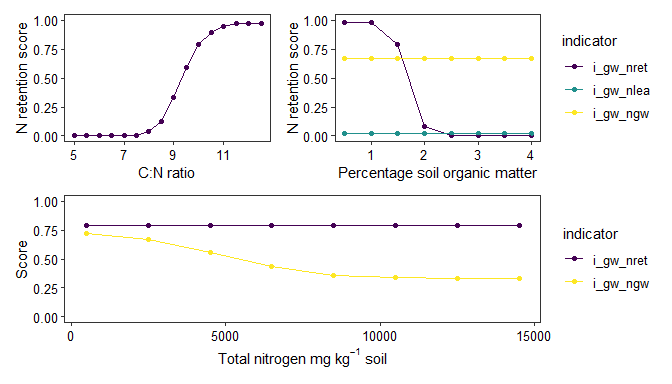 N retention score
1.00
0.75
0.50
0.25
0.00
5
7
9
11
C:N ratio
N retention score
1.00
0.75
0.50
0.25
0.00
1
2
3
4
Percentage soil organic matter
indicator
i_gw_nret
i_gw_nlea
i_gw_ngw
Score
1.00
0.75
0.50
0.25
0.00
0
5000
10000
15000
Total nitrogen mg kg⁻¹ soil
indicator
i_gw_nret
i_gw_ngw